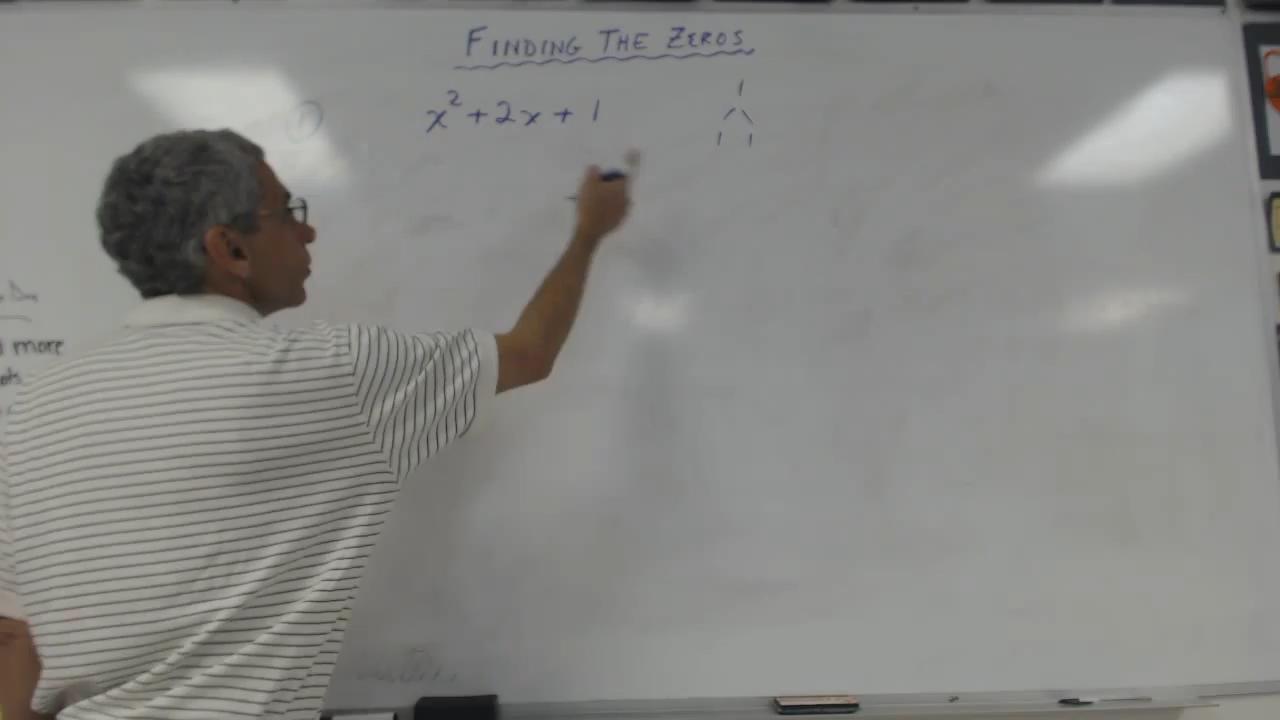 FINDING THE ZEROS
x² + 2x + 1
1
1 1
more